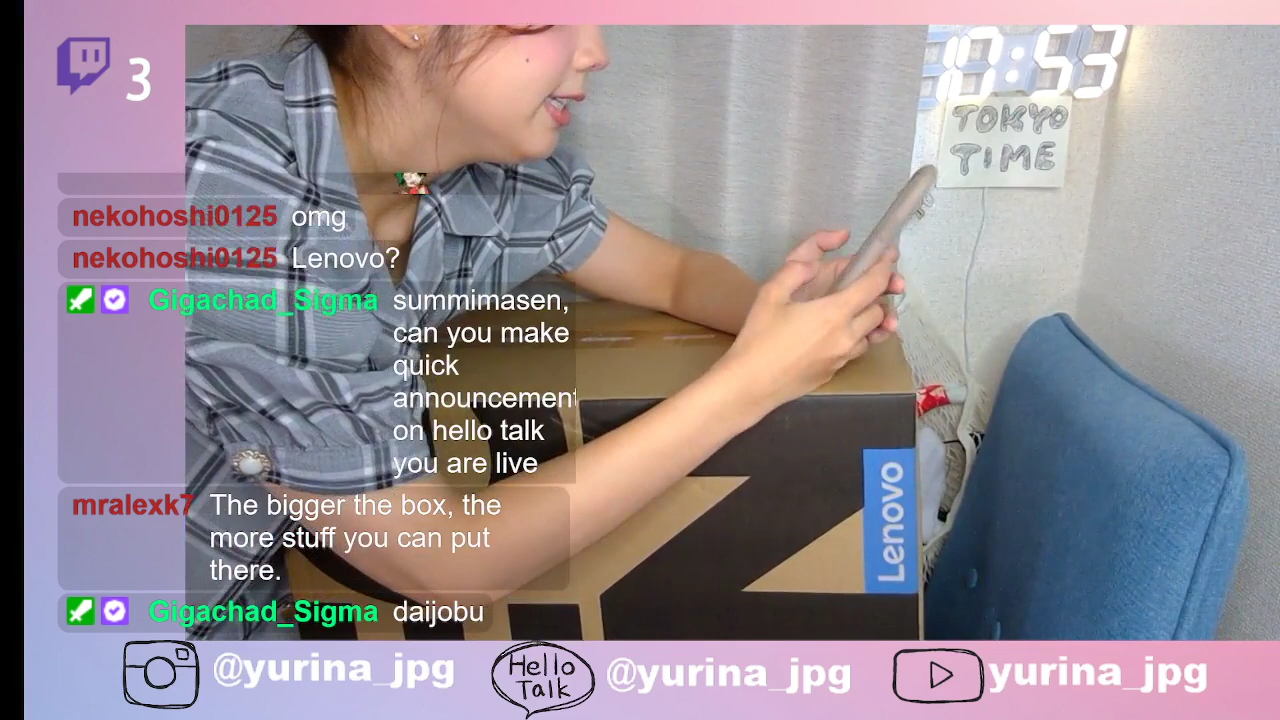 3
17:53
TOKYO
TIME
nekohoshi0125 omg
nekohoshi0125 Lenovo?
Gigachad_Sigma summimasen,
can you make
quick
announcement
on hello talk
you are live
mralexk7 The bigger the box, the
more stuff you can put
there.
Gigachad_Sigma daijobu
Lenovo
@yurina_jpg
Hello
Talk
@yurina_jpg
yurina_jpg